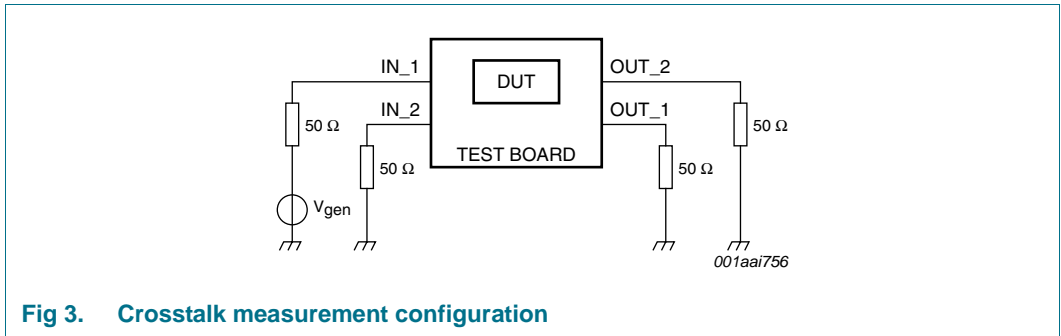 IN_1
OUT_2
DUT
IN_2
OUT_1
50 Ω
50 Ω
TEST BOARD
50 Ω
50 Ω
Vgen
001aai756
Fig 3. Crosstalk measurement configuration